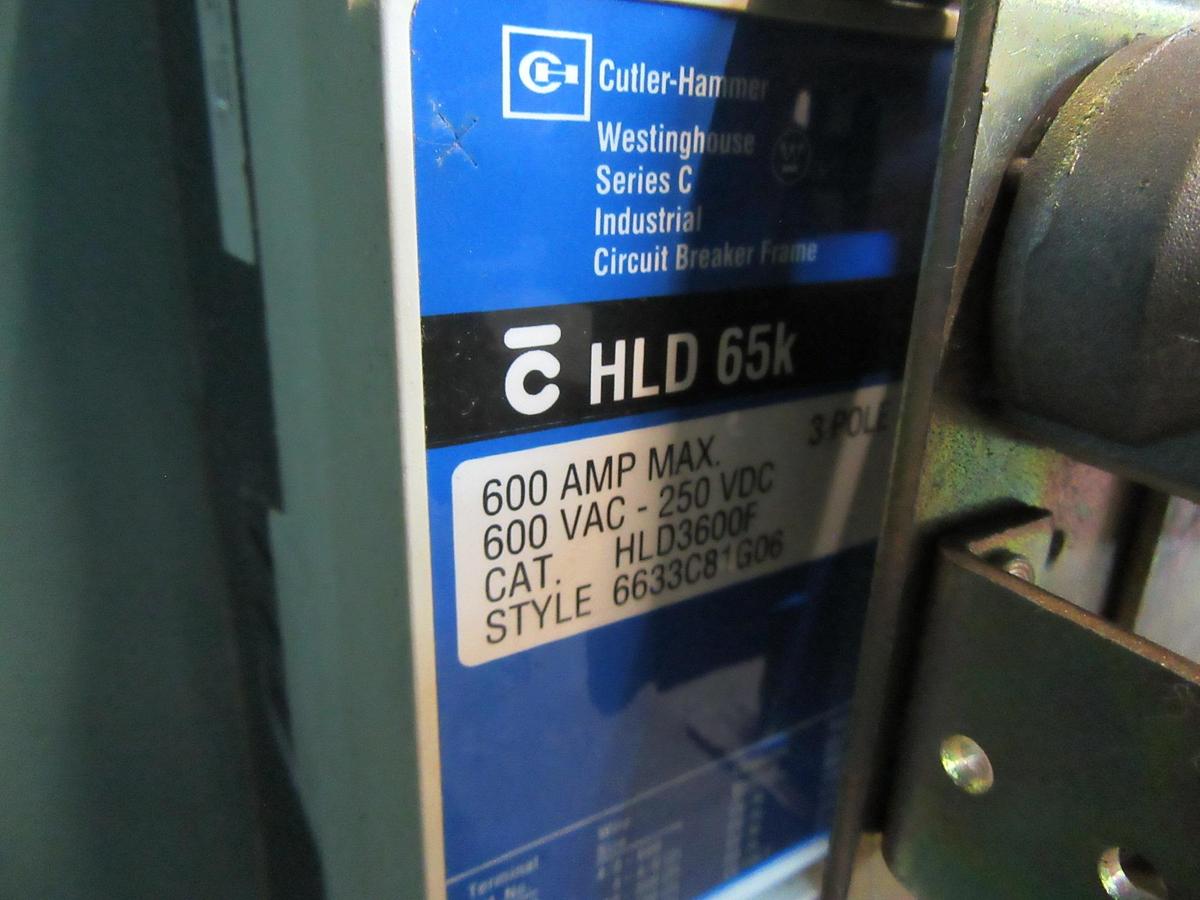 Cutler-Hammer
Westinghouse
Series C
Industrial
Circuit Breaker Frame
C HLD 65k
3 POLE
600 AMP MAX.
600 VAC - 250 VDC
CAT. HLD3600F
STYLE 6633C81G06
Terminal